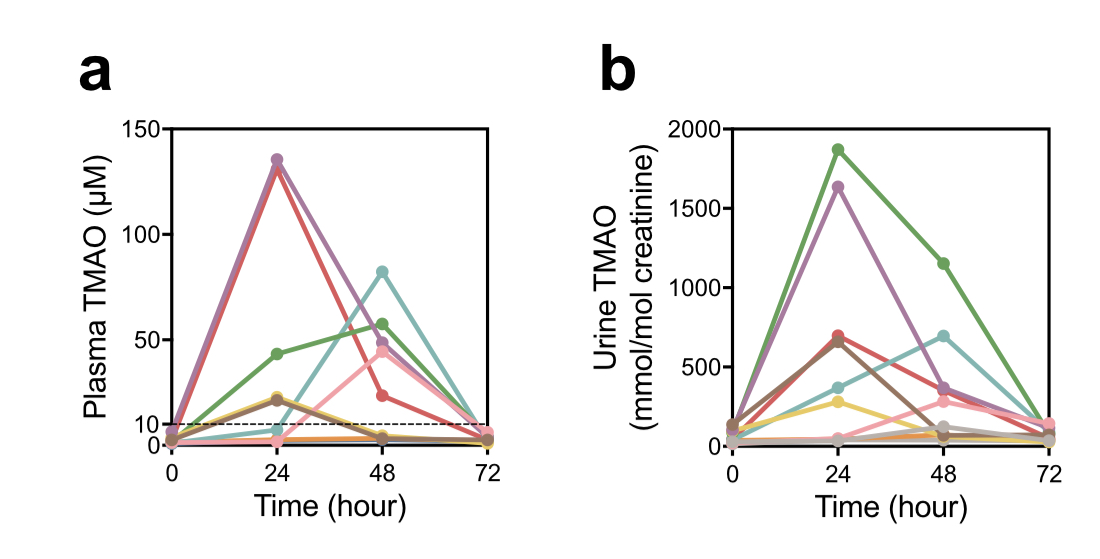 a
b
Plasma TMAO (μM)
150
100
50
10
0
0 24 48 72
Time (hour)
Urine TMAO
(mmol/mol creatinine)
2000
1500
1000
500
0
0 24 48 72
Time (hour)